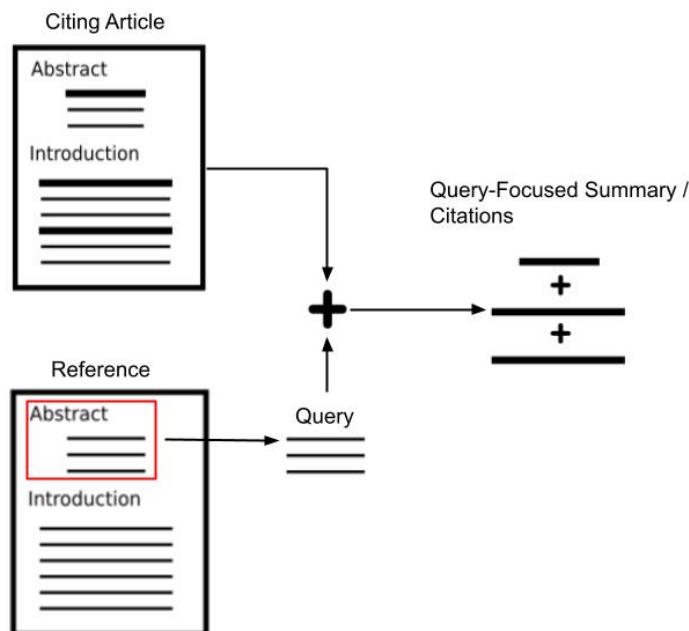 Citing Article
Abstract
Introduction
Query-Focused Summary /
Citations
+
+
+
Reference
Abstract
Query
Introduction